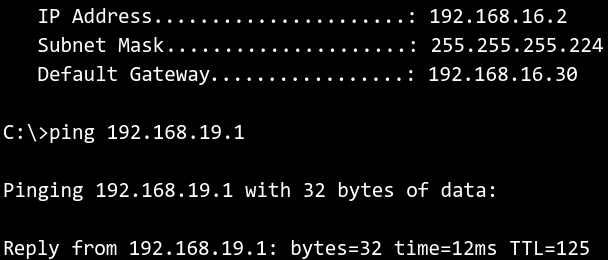 IP Address......................: 192.168.16.2
Subnet Mask.....................: 255.255.255.224
Default Gateway.................: 192.168.16.30
C:\>ping 192.168.19.1
Pinging 192.168.19.1 with 32 bytes of data:
Reply from 192.168.19.1: bytes=32 time=12ms TTL=125